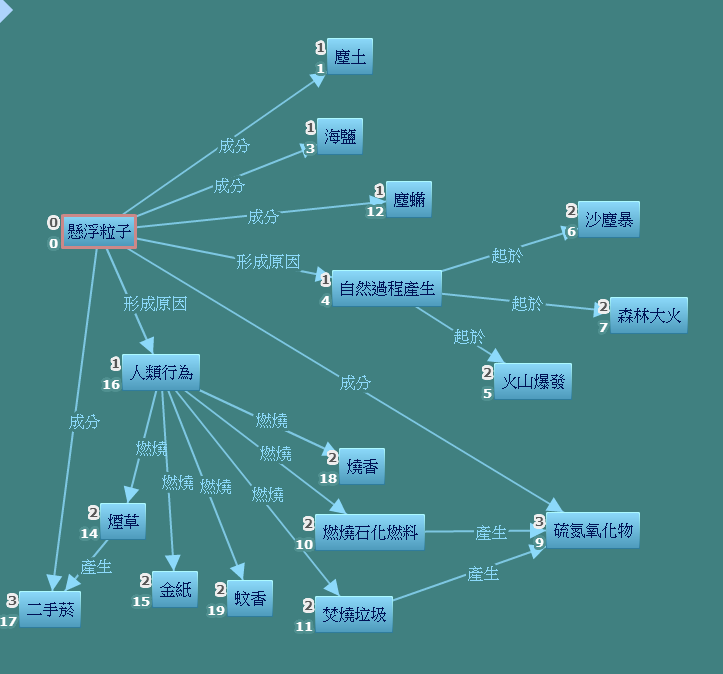 1
塵土
1
成分
1
海鹽
3
成分
1
塵蟎
12
成分
0
懸浮粒子
0
2
沙塵暴
6
起於
形成原因
1
自然過程產生
4
起於
2
森林大火
7
形成原因
起於
1
人類行為
16
2
火山爆發
5
成分
成分
燃燒
燃燒
燃燒
燃燒
燃燒
燃燒
2
燒香
18
2
煙草
14
2
燃燒石化燃料
10
產生
3
硫氮氧化物
9
產生
產生
2
金紙
15
2
蚊香
19
3
二手菸
17
2
焚燒垃圾
11